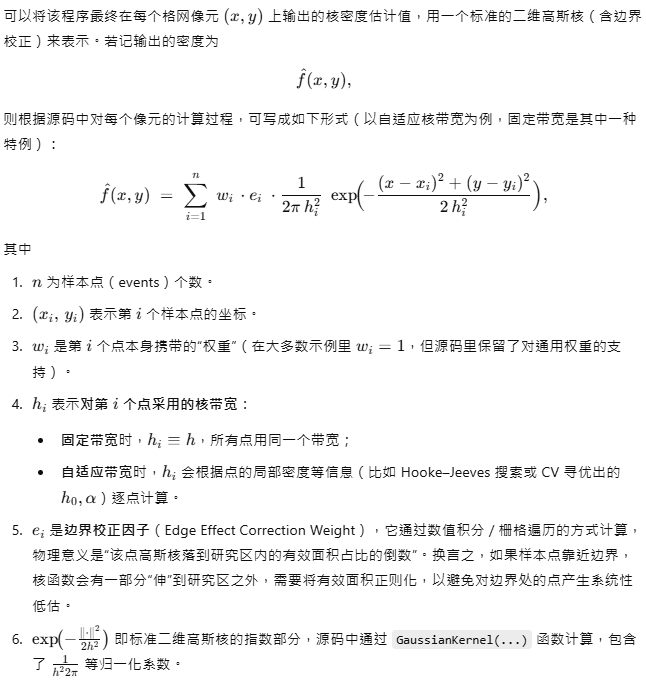 可以将该程序最终在每个格网像元 (x, y) 上输出的核密度估计值，用一个标准的二维高斯核（含边界
校正）来表示。若记输出的密度为
f̂(x, y),
则根据源码中对每个像元的计算过程，可写成如下形式（以自适应核带宽为例，固定带宽是其中一种
特例）：
f̂(x, y) = ∑_{i=1}^{n} w_i · e_i · \frac{1}{2π h_i^2} exp(−\frac{(x − x_i)^2 + (y − y_i)^2}{2 h_i^2}),
其中
1. n 为样本点（events）个数。
2. (x_i, y_i) 表示第 i 个样本点的坐标。
3. w_i 是第 i 个点本身携带的“权重”（在大多数示例里 w_i = 1，但源码里保留了对通用权重的支
持）。
4. h_i 表示对第 i 个点采用的核带宽：
• 固定带宽时，h_i ≡ h，所有点用同一个带宽；
• 自适应带宽时，h_i 会根据点的局部密度等信息（比如 Hooke–Jeeves 搜索或 CV 寻优出的
h_0, α）逐点计算。
5. e_i 是边界校正因子（Edge Effect Correction Weight），它通过数值积分 / 栅格遍历的方式计算，
物理意义是“该点高斯核落到研究区内的有效面积占比的倒数”。换言之，如果样本点靠近边界，
核函数会有一部分“伸”到研究区之外，需要将有效面积正则化，以避免对边界处的点产生系统性
低估。
6. exp(−\frac{‖·‖^2}{2h^2}) 即标准二维高斯核的指数部分，源码中通过 GaussianKernel(...) 函数计算，包含
了 \frac{1}{h^2 2π} 等归一化系数。